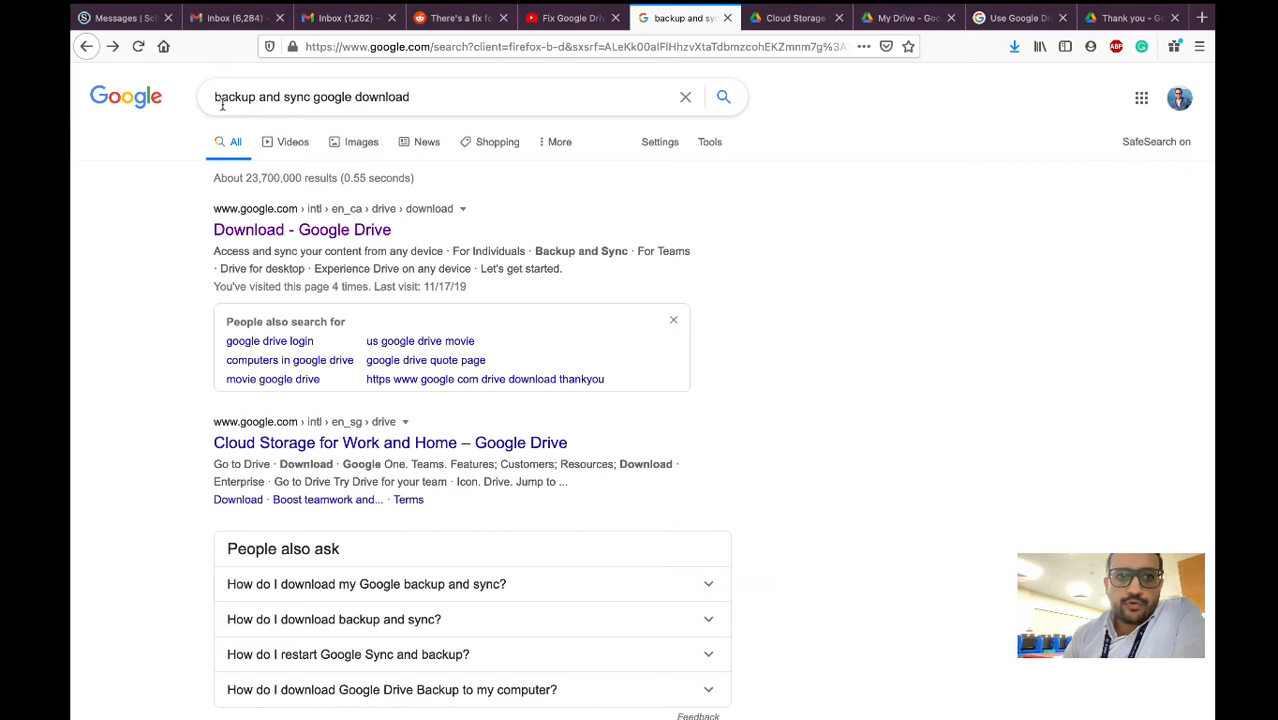 Messages | Sch
Inbox (6,284)
Inbox (1,262)
There's a fix fo
Fix Google Driv
backup and syn
Cloud Storage
My Drive - Goo
Use Google Dr
Thank you - Go
https://www.google.com/search?client=firefox-b-d&sxsrf=ALeKk00aIFlHhzvXtaTdbmzcohEKZmnm7g%3A1
ABP
Google
backup and sync google download
All
Videos
Images
News
Shopping
More
Settings
Tools
SafeSearch on
About 23,700,000 results (0.55 seconds)
www.google.com › intl › en_ca › drive › download
Download - Google Drive
Access and sync your content from any device · For Individuals · Backup and Sync · For Teams
· Drive for desktop · Experience Drive on any device · Let's get started.
You've visited this page 4 times. Last visit: 11/17/19
People also search for
google drive login
us google drive movie
computers in google drive
google drive quote page
movie google drive
https www google com drive download thankyou
www.google.com › intl › en_sg › drive
Cloud Storage for Work and Home – Google Drive
Go to Drive · Download · Google One. Teams. Features; Customers; Resources; Download ·
Enterprise · Go to Drive Try Drive for your team · Icon. Drive. Jump to ...
Download · Boost teamwork and... · Terms
People also ask
How do I download my Google backup and sync?
How do I download backup and sync?
How do I restart Google Sync and backup?
How do I download Google Drive Backup to my computer?
Feedback